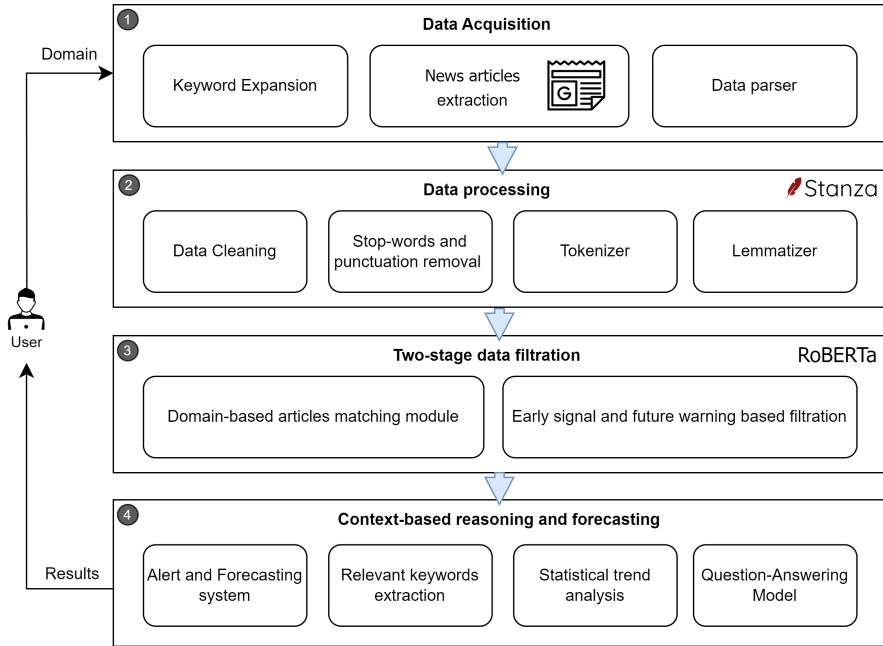 1
Data Acquisition
Domain
Keyword Expansion
News articles
extraction
G
Data parser
2
Data processing
Stanza
Data Cleaning
Stop-words and
punctuation removal
Tokenizer
Lemmatizer
User
3
Two-stage data filtration
RoBERTa
Domain-based articles matching module
Early signal and future warning based filtration
4
Context-based reasoning and forecasting
Results
Alert and Forecasting
system
Relevant keywords
extraction
Statistical trend
analysis
Question-Answering
Model